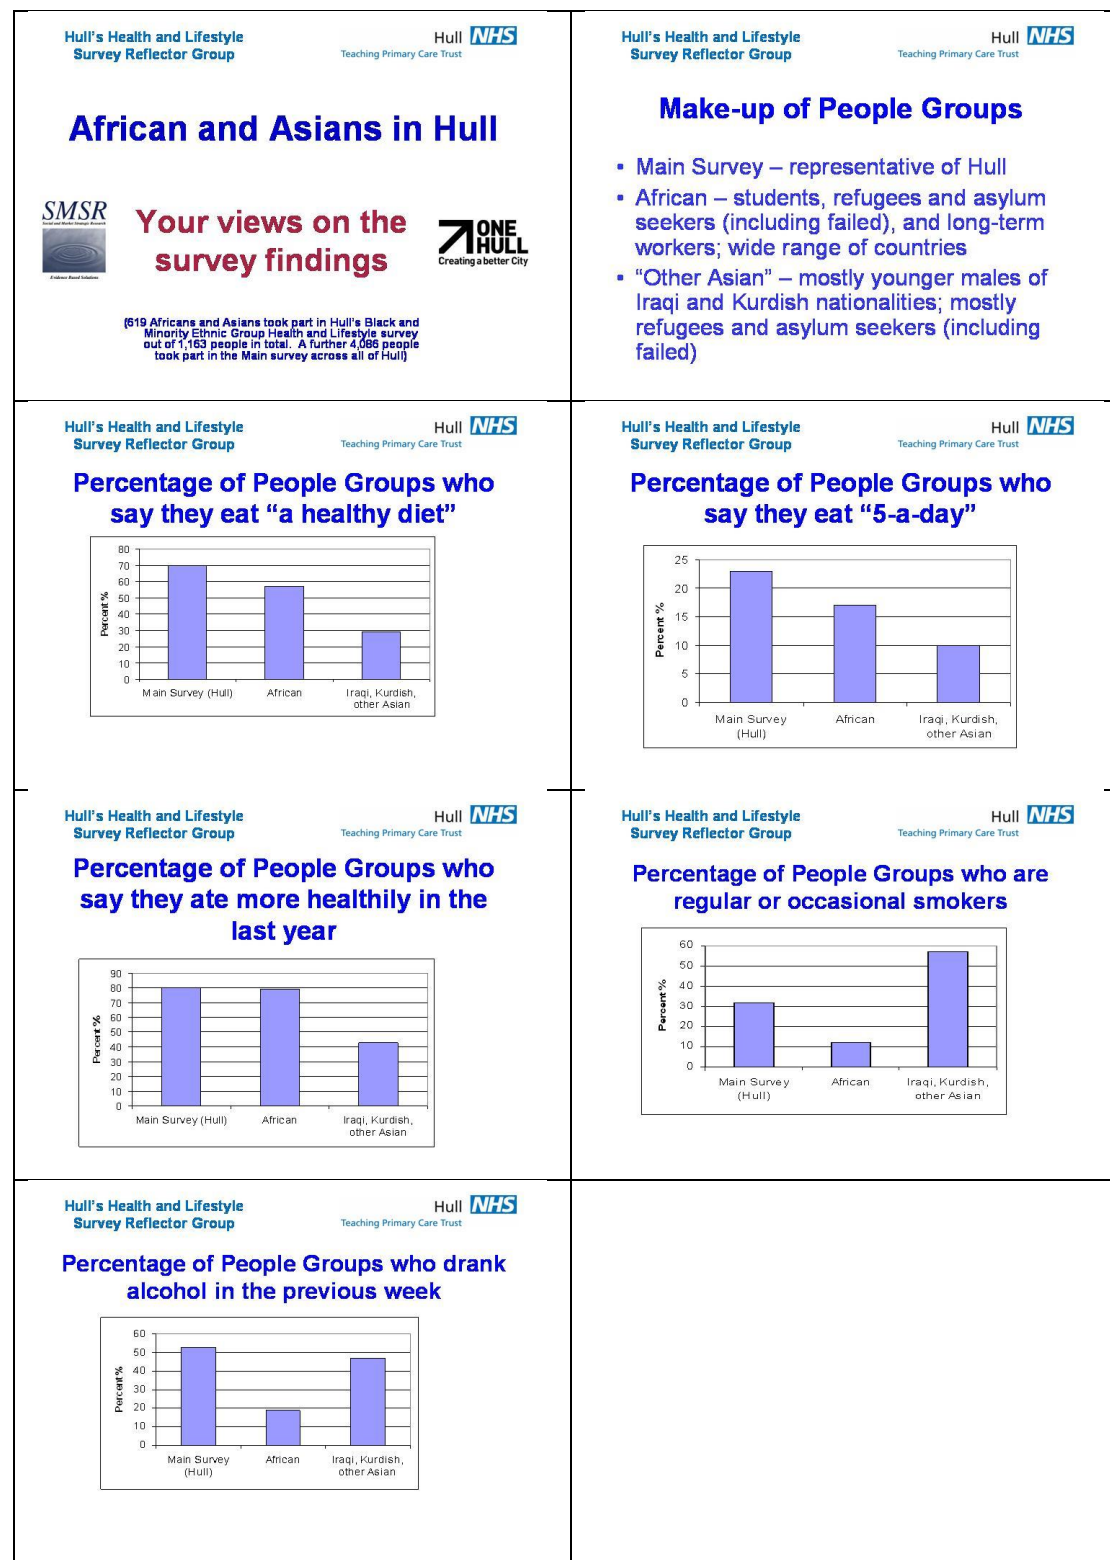 Hull's Health and Lifestyle
Survey Reflector Group
Hull NHS
Teaching Primary Care Trust
African and Asians in Hull
SMSR
Social and Market Strategic Research
Evidence Based Solutions
Your views on the
survey findings
ONE
HULL
Creating a better City
(619 Africans and Asians took part in Hull's Black and
Minority Ethnic Group Health and Lifestyle survey
out of 1,163 people in total. A further 4,086 people
took part in the Main survey across all of Hull)
Hull's Health and Lifestyle
Survey Reflector Group
Hull NHS
Teaching Primary Care Trust
Make-up of People Groups
• Main Survey – representative of Hull
• African – students, refugees and asylum
seekers (including failed), and long-term
workers; wide range of countries
• “Other Asian” – mostly younger males of
Iraqi and Kurdish nationalities; mostly
refugees and asylum seekers (including
failed)
Hull's Health and Lifestyle
Survey Reflector Group
Hull NHS
Teaching Primary Care Trust
Percentage of People Groups who
say they eat “a healthy diet”
80
70
60
50
40
30
20
10
0
Percent %
Main Survey (Hull)
African
Iraqi, Kurdish,
other Asian
Hull's Health and Lifestyle
Survey Reflector Group
Hull NHS
Teaching Primary Care Trust
Percentage of People Groups who
say they eat “5-a-day”
25
20
15
10
5
0
Percent %
Main Survey
(Hull)
African
Iraqi, Kurdish,
other Asian
Hull's Health and Lifestyle
Survey Reflector Group
Hull NHS
Teaching Primary Care Trust
Percentage of People Groups who
say they ate more healthily in the
last year
90
80
70
60
50
40
30
20
10
0
Percent %
Main Survey (Hull)
African
Iraqi, Kurdish,
other Asian
Hull's Health and Lifestyle
Survey Reflector Group
Hull NHS
Teaching Primary Care Trust
Percentage of People Groups who are
regular or occasional smokers
60
50
40
30
20
10
0
Percent %
Main Survey
(Hull)
African
Iraqi, Kurdish,
other Asian
Hull's Health and Lifestyle
Survey Reflector Group
Hull NHS
Teaching Primary Care Trust
Percentage of People Groups who drank
alcohol in the previous week
60
50
40
30
20
10
0
Percent %
Main Survey
(Hull)
African
Iraqi, Kurdish,
other Asian